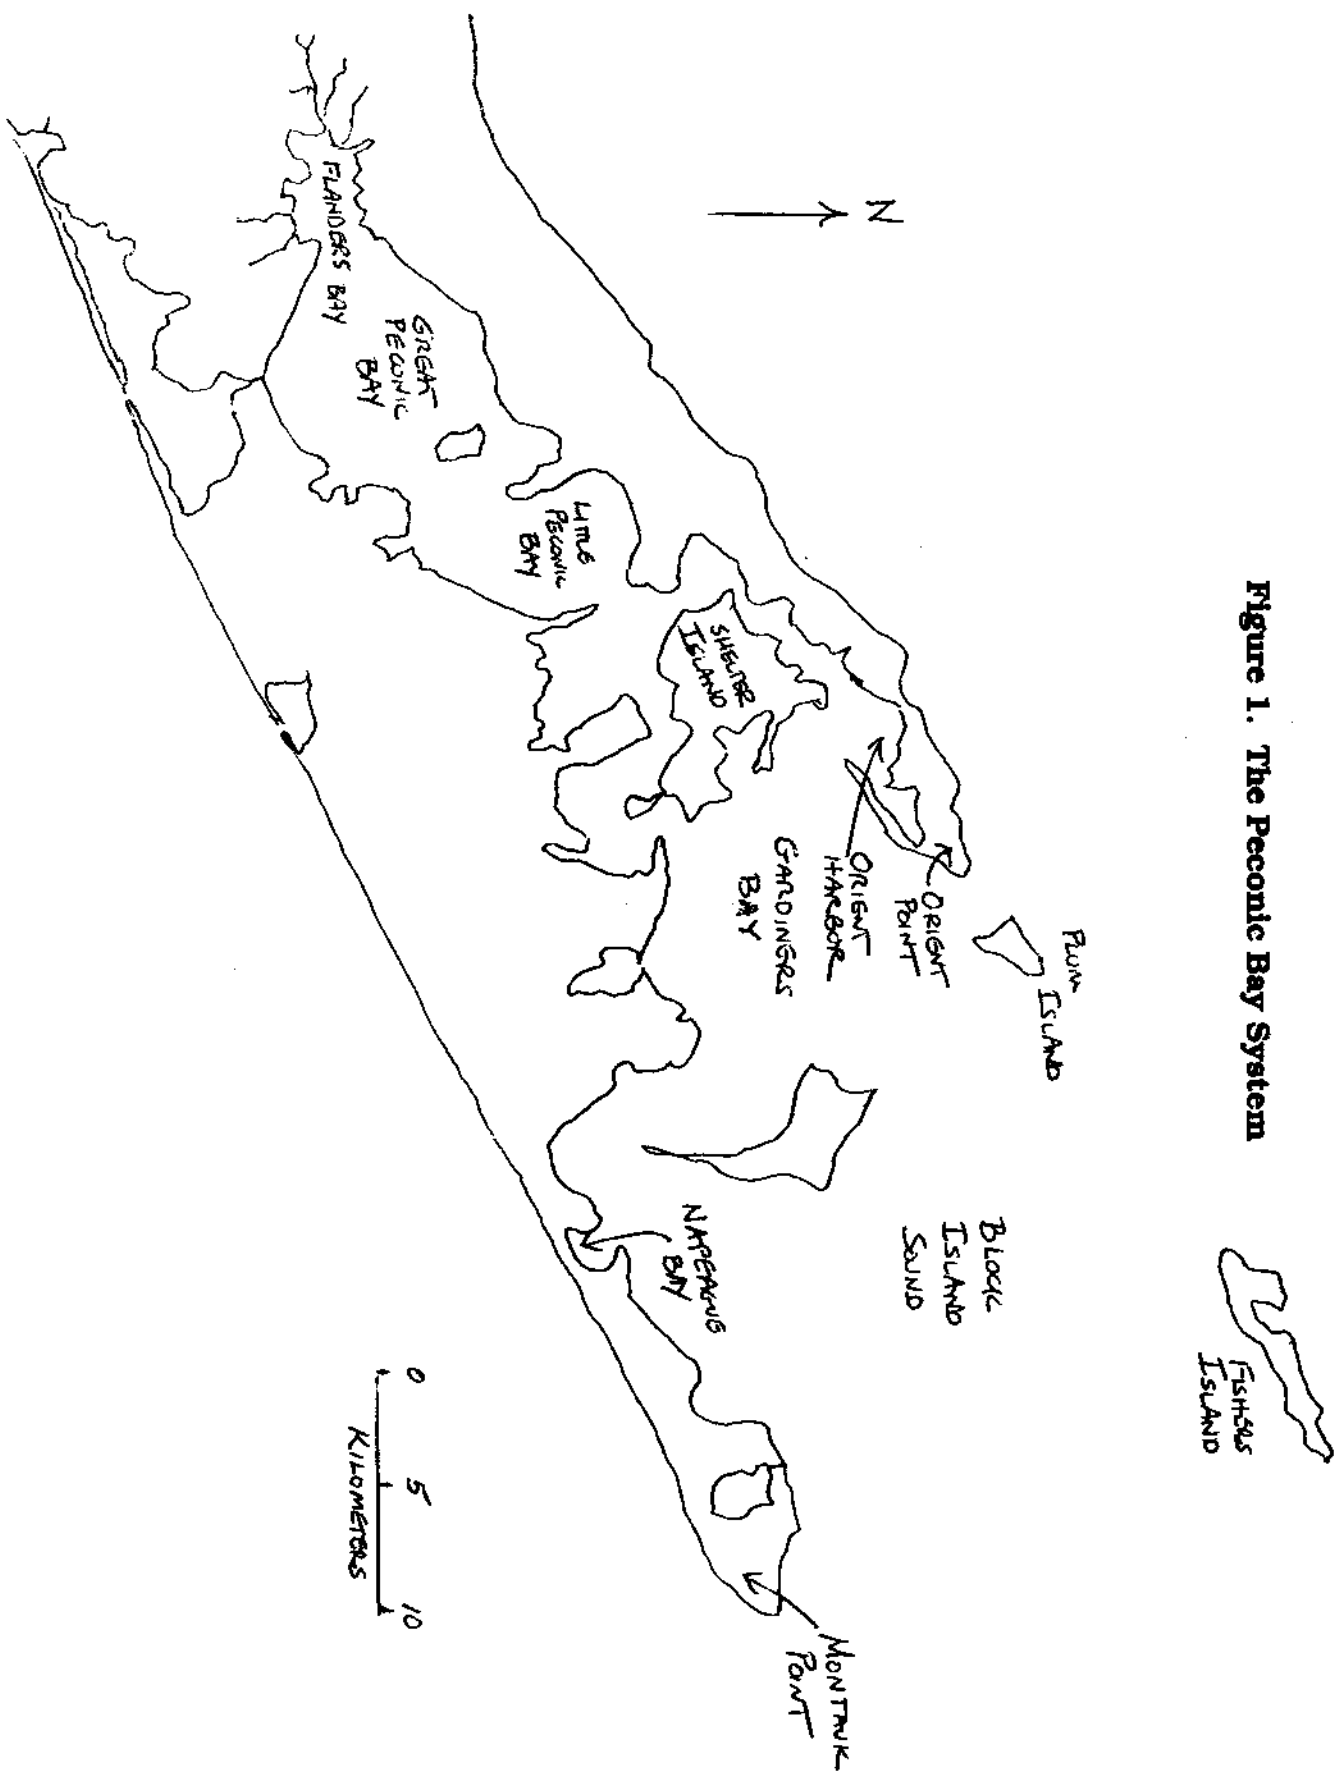 Figure 1. The Peconic Bay System
N
FLANDERS BAY
GREAT
PECONIC
BAY
LITTLE
PECONIC
BAY
SHELTER
ISLAND
ORIENT
HARBOR
ORIENT
POINT
PLUM
ISLAND
GARDINERS
BAY
BLOCK
ISLAND
SOUND
FISHERS
ISLAND
NAPEAGUE
BAY
MONTAUK
POINT
0 5 10
KILOMETERS